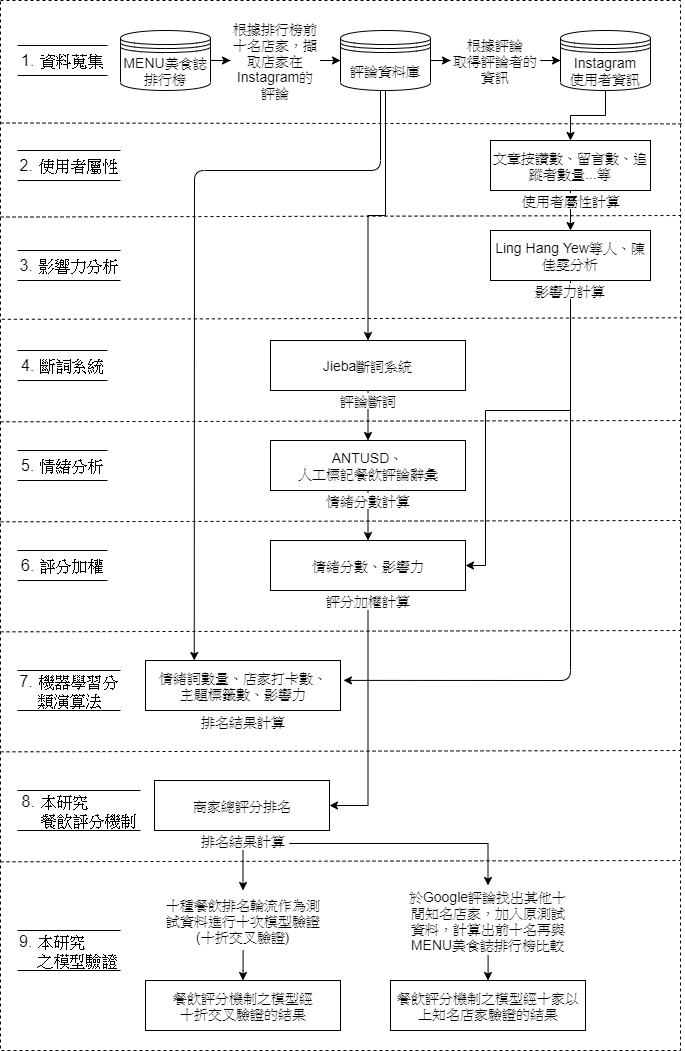 1. 資料蒐集
MENU美食誌
排行榜
根據排行榜前
十名店家，擷
取店家在
Instagram的
評論
評論資料庫
根據評論
取得評論者的
資訊
Instagram
使用者資訊
2. 使用者屬性
文章按讚數、留言數、追
蹤者數量...等
使用者屬性計算
3. 影響力分析
Ling Hang Yew等人、陳
佳雯分析
影響力計算
4. 斷詞系統
Jieba斷詞系統
評論斷詞
5. 情緒分析
ANTUSD、
人工標記餐飲評論辭彙
情緒分數計算
6. 評分加權
情緒分數、影響力
評分加權計算
7. 機器學習分
類演算法
情緒詞數量、店家打卡數、
主題標籤數、影響力
排名結果計算
8. 本研究
餐飲評分機制
商家總評分排名
排名結果計算
9. 本研究
之模型驗證
十種餐飲排名輪流作為測
試資料進行十次模型驗證
(十折交叉驗證)
於Google評論找出其他十
間知名店家，加入原測試
資料，計算出前十名再與
MENU美食誌排行榜比較
餐飲評分機制之模型經
十折交叉驗證的結果
餐飲評分機制之模型經十家以
上知名店家驗證的結果